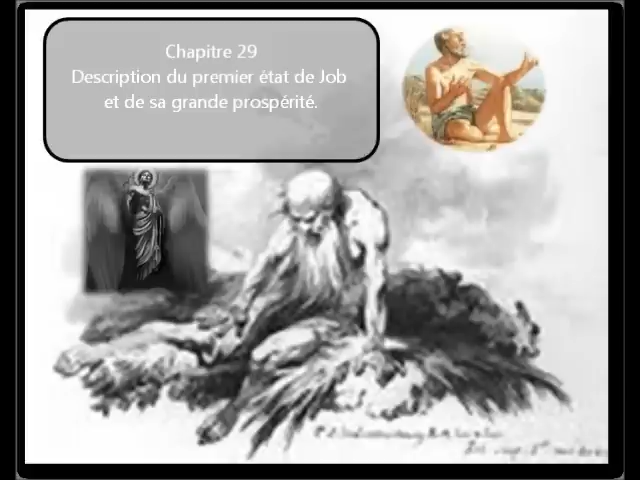 Chapitre 29
Description du premier état de Job
et de sa grande prospérité.